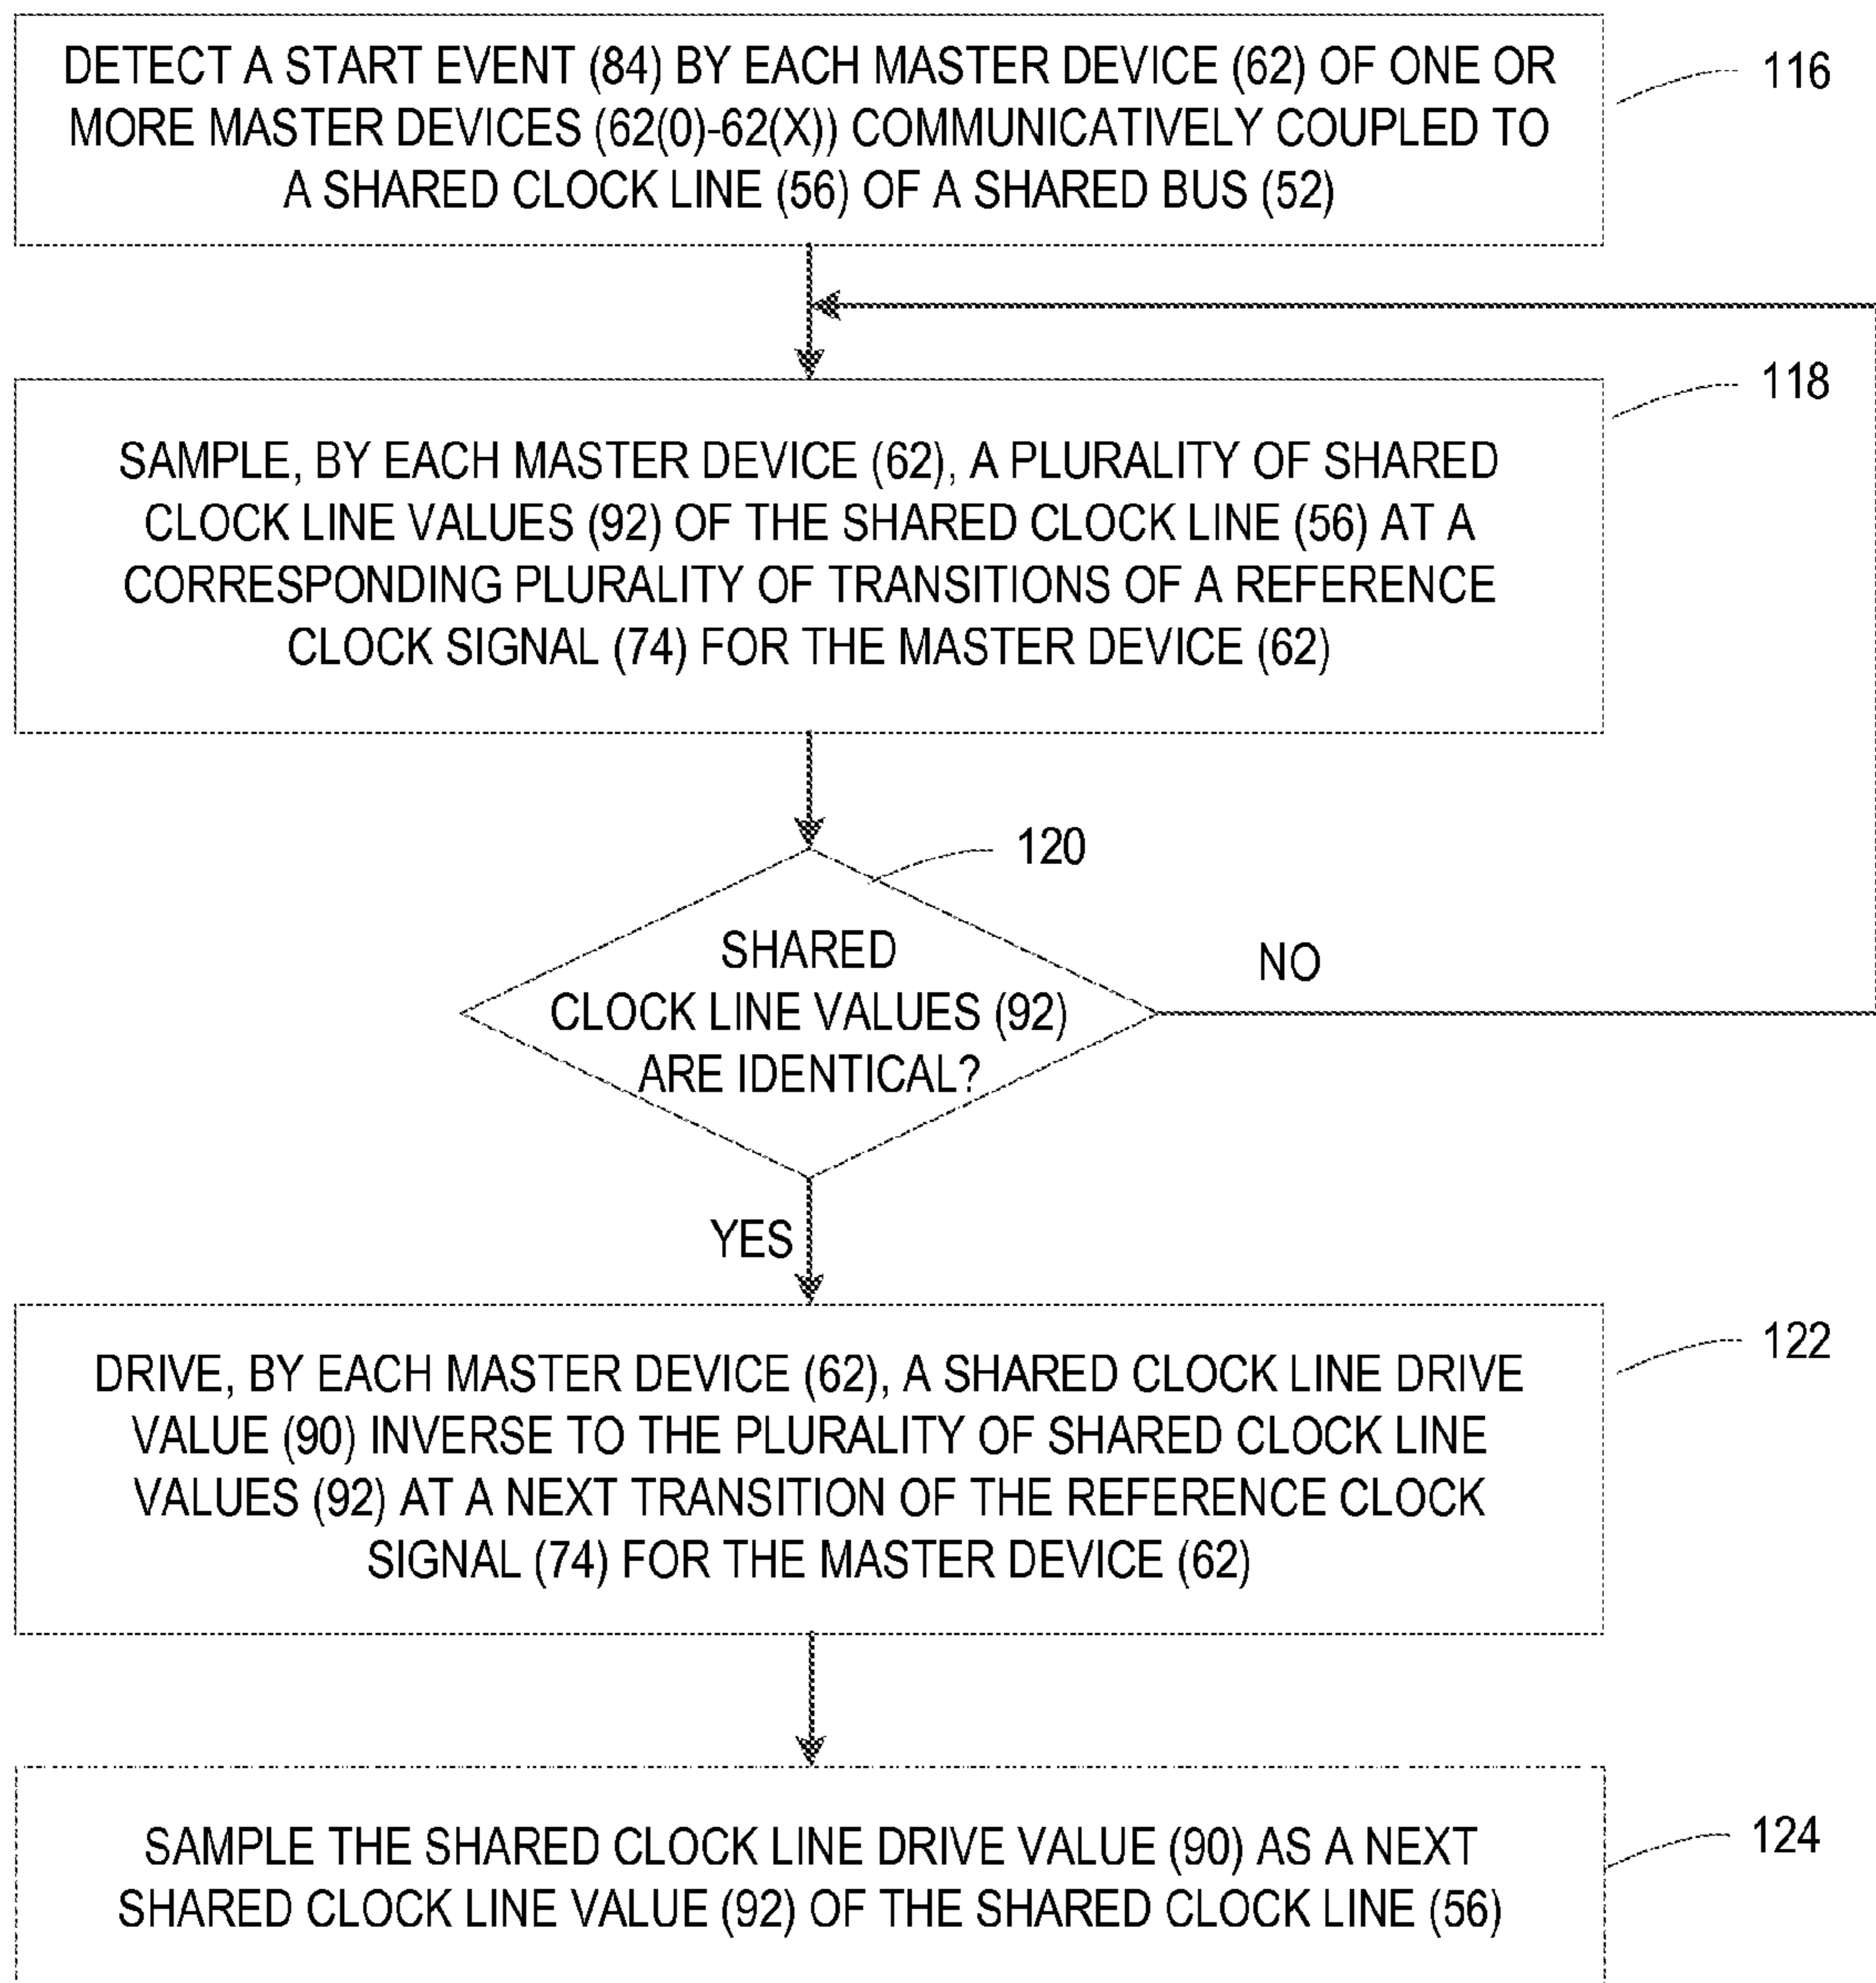 DETECT A START EVENT (84) BY EACH MASTER DEVICE (62) OF ONE OR
MORE MASTER DEVICES (62(0)-62(X)) COMMUNICATIVELY COUPLED TO
A SHARED CLOCK LINE (56) OF A SHARED BUS (52)
116
SAMPLE, BY EACH MASTER DEVICE (62), A PLURALITY OF SHARED
CLOCK LINE VALUES (92) OF THE SHARED CLOCK LINE (56) AT A
CORRESPONDING PLURALITY OF TRANSITIONS OF A REFERENCE
CLOCK SIGNAL (74) FOR THE MASTER DEVICE (62)
118
120
SHARED
CLOCK LINE VALUES (92)
ARE IDENTICAL?
NO
YES
DRIVE, BY EACH MASTER DEVICE (62), A SHARED CLOCK LINE DRIVE
VALUE (90) INVERSE TO THE PLURALITY OF SHARED CLOCK LINE
VALUES (92) AT A NEXT TRANSITION OF THE REFERENCE CLOCK
SIGNAL (74) FOR THE MASTER DEVICE (62)
122
SAMPLE THE SHARED CLOCK LINE DRIVE VALUE (90) AS A NEXT
SHARED CLOCK LINE VALUE (92) OF THE SHARED CLOCK LINE (56)
124